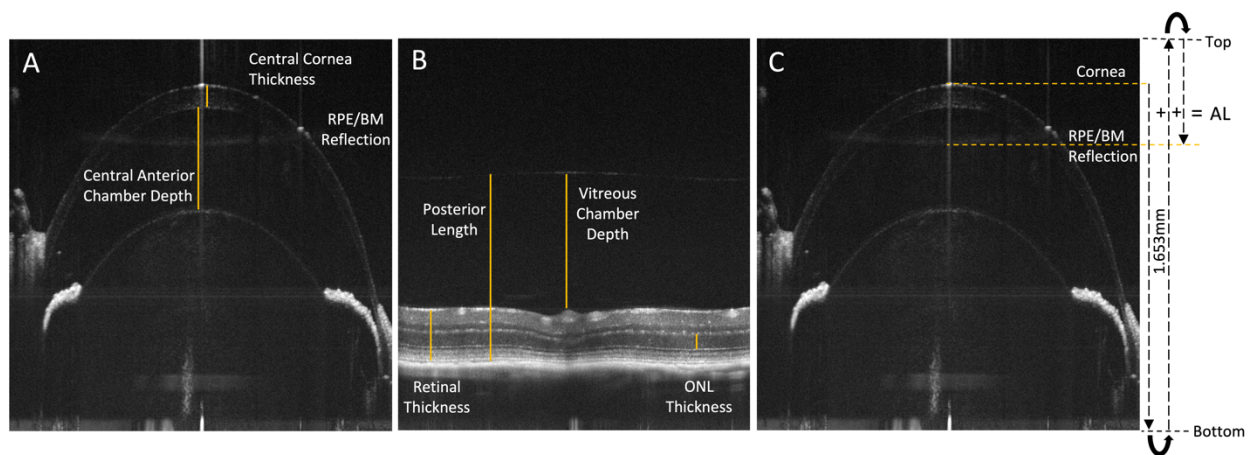 A
Central Cornea
Thickness
RPE/BM
Reflection
Central Anterior
Chamber Depth
B
Posterior
Length
Vitreous
Chamber
Depth
Retinal
Thickness
ONL
Thickness
C
Cornea
RPE/BM
Reflection
Top
+ + = AL
1.653mm
Bottom